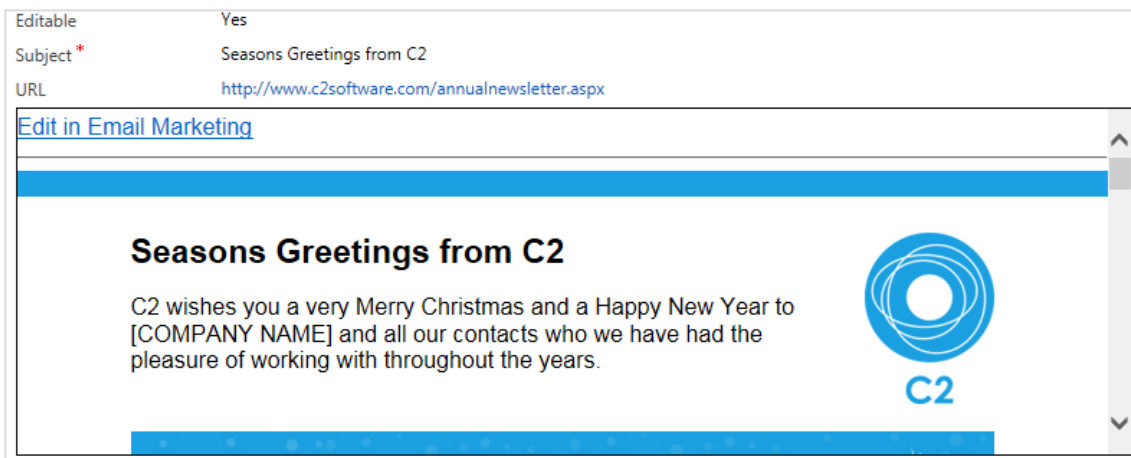 Editable Yes
Subject * Seasons Greetings from C2
URL http://www.c2software.com/annualnewsletter.aspx
Edit in Email Marketing
Seasons Greetings from C2
C2 wishes you a very Merry Christmas and a Happy New Year to
[COMPANY NAME] and all our contacts who we have had the
pleasure of working with throughout the years.
C2